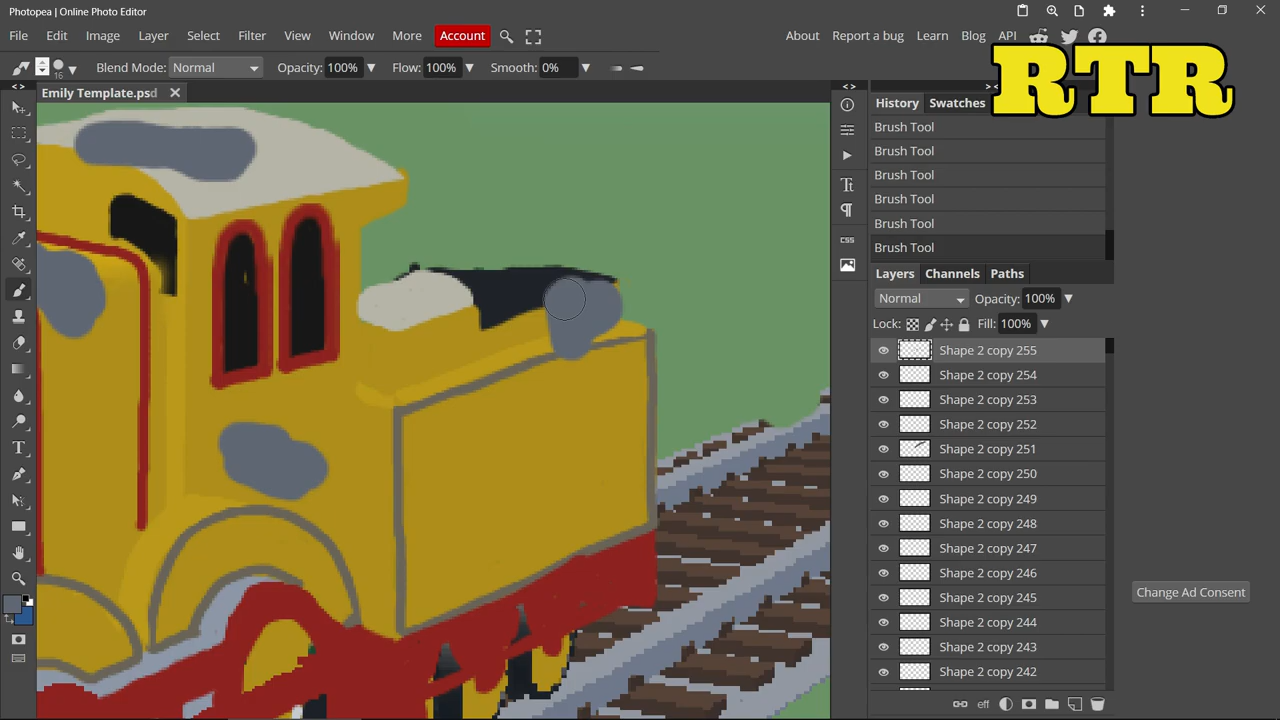 Photopea | Online Photo Editor
File Edit Image Layer Select Filter View Window More Account About Report a bug Learn Blog API
16 Blend Mode: Normal Opacity: 100% Flow: 100% Smooth: 0%
RTR
Emily Template.psd
History Swatches
Brush Tool
Brush Tool
Brush Tool
Brush Tool
Brush Tool
Brush Tool
CSS
Layers Channels Paths
Normal Opacity: 100%
Lock: Fill: 100%
Shape 2 copy 255
Shape 2 copy 254
Shape 2 copy 253
Shape 2 copy 252
Shape 2 copy 251
Shape 2 copy 250
Shape 2 copy 249
Shape 2 copy 248
Shape 2 copy 247
Shape 2 copy 246
Shape 2 copy 245
Shape 2 copy 244
Shape 2 copy 243
Shape 2 copy 242
Change Ad Consent
eff